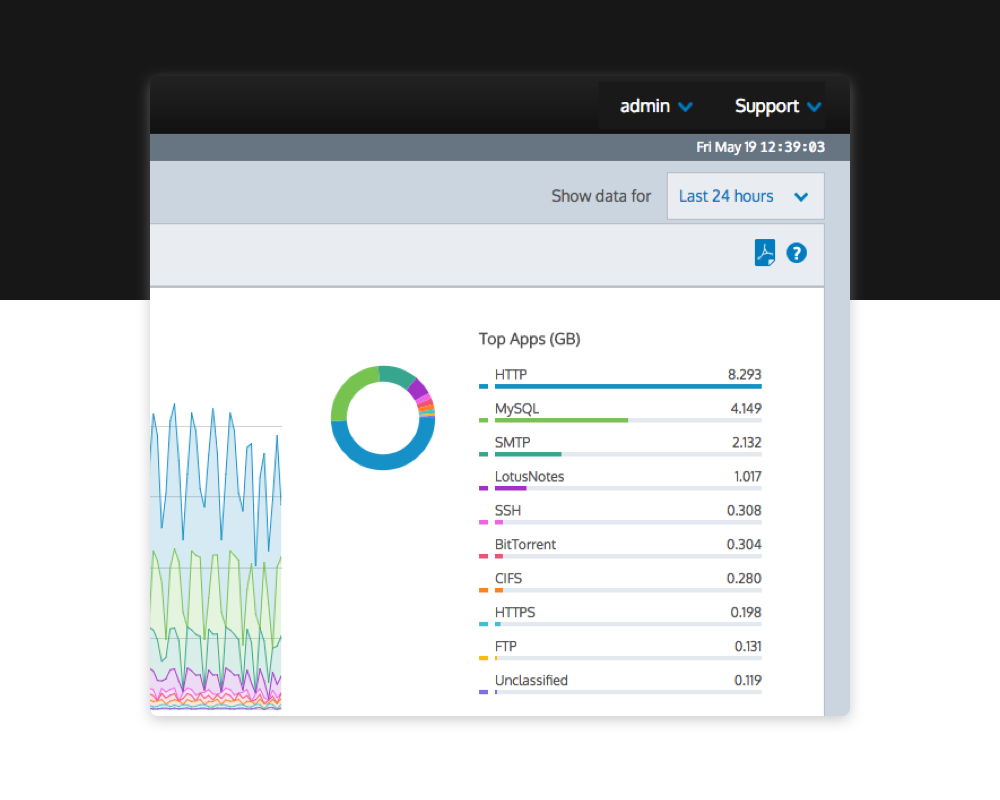 admin Support
Fri May 19 12:39:03
Show data for Last 24 hours
?
Top Apps (GB)
HTTP 8.293
MySQL 4.149
SMTP 2.132
LotusNotes 1.017
SSH 0.308
BitTorrent 0.304
CIFS 0.280
HTTPS 0.198
FTP 0.131
Unclassified 0.119